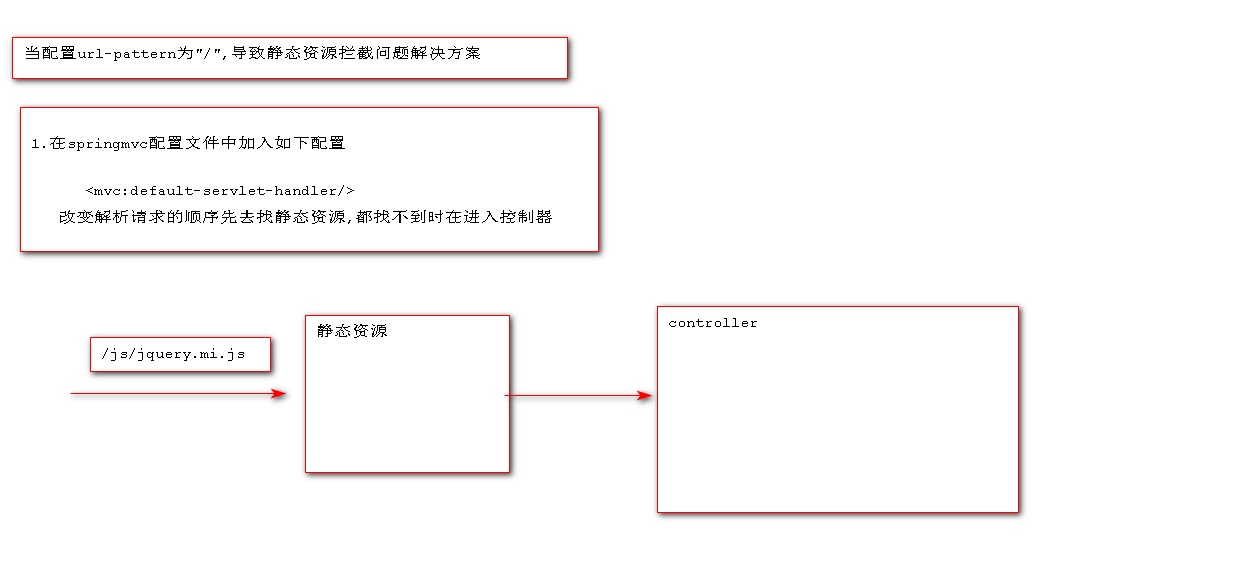 当配置url-pattern为"/",导致静态资源拦截问题解决方案
1.在springmvc配置文件中加入如下配置
<mvc:default-servlet-handler/>
改变解析请求的顺序先去找静态资源,都找不到时在进入控制器
/js/jquery.mi.js
静态资源
controller